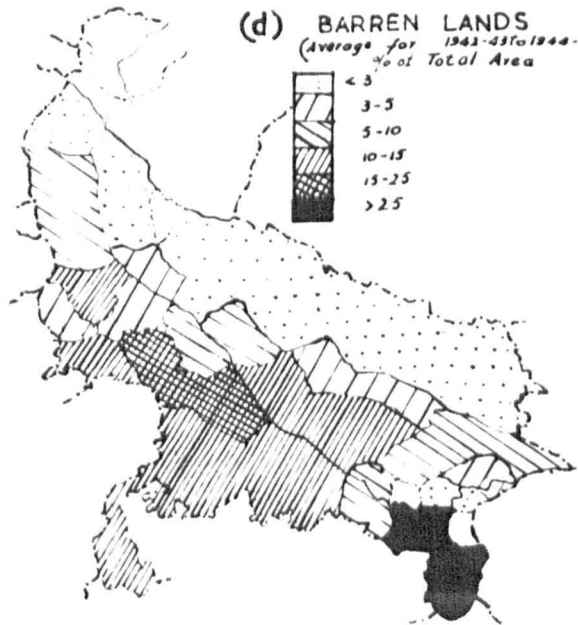 (d) BARREN LANDS
(Average for 1942-43 To 1944-
% of Total Area
< 3
3-5
5-10
10-15
15-25
>25